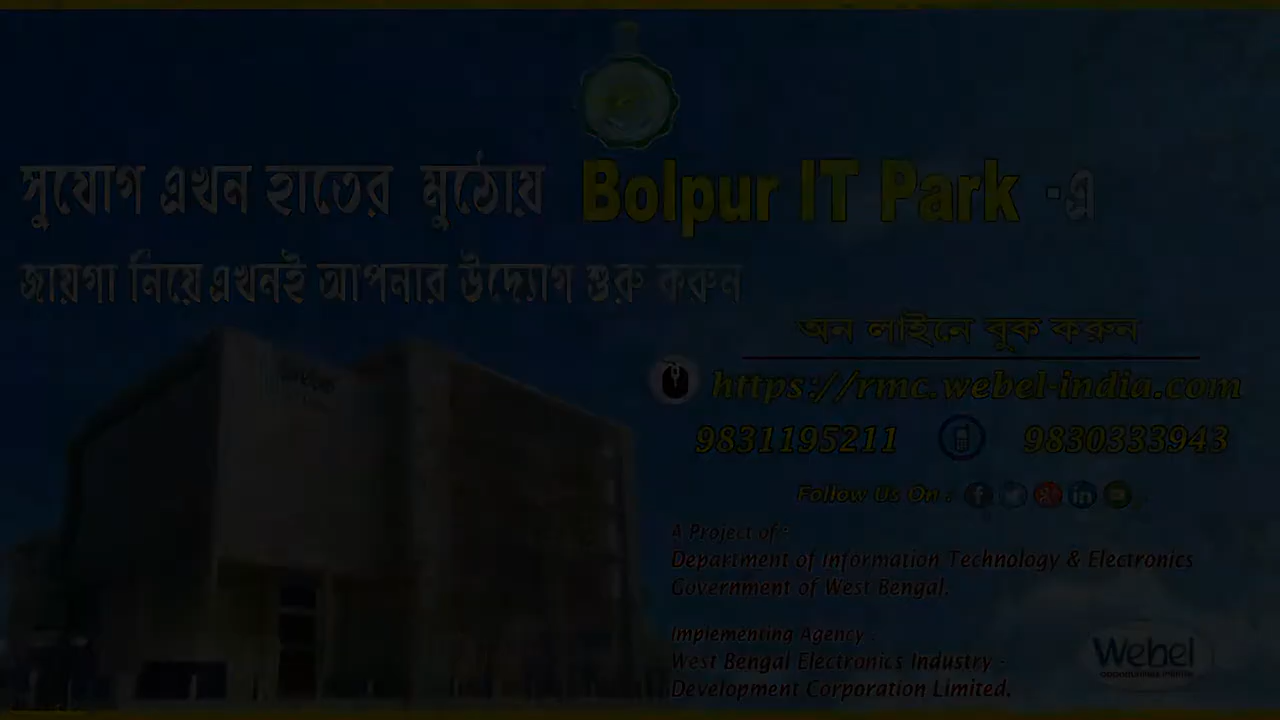 সুযোগ এখন হাতের মুঠোয় Bolpur IT Park -এ
জায়গা নিয়ে এখনই আপনার উদ্যোগ শুরু করুন
অন লাইনে বুক করুন
https://rmc.webel-india.com
9831195211 9830333943
Follow Us On :
A Project of :-
Department of Information Technology & Electronics
Government of West Bengal.
Implementing Agency :
West Bengal Electronics Industry -
Development Corporation Limited.
Webel